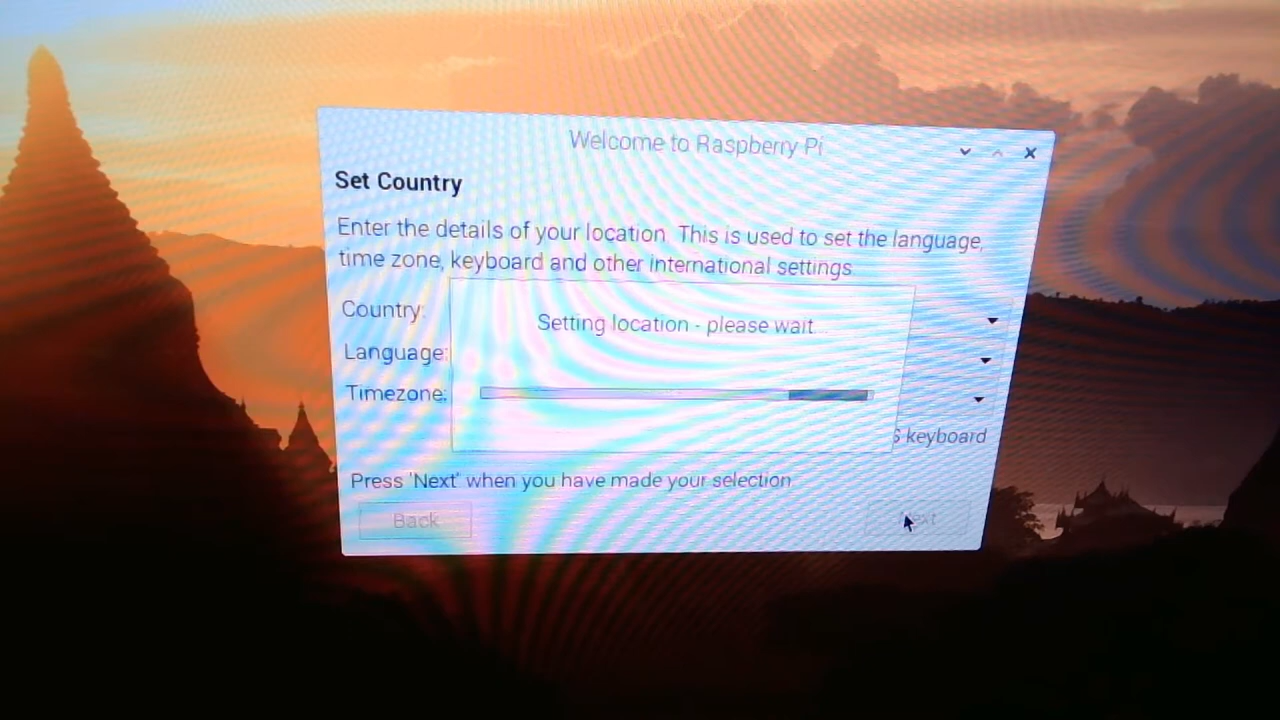 Welcome to Raspberry Pi
Set Country
Enter the details of your location. This is used to set the language,
time zone, keyboard and other international settings.
Country:
Setting location - please wait...
Language:
Timezone:
keyboard
Press 'Next' when you have made your selection.
Back
Next